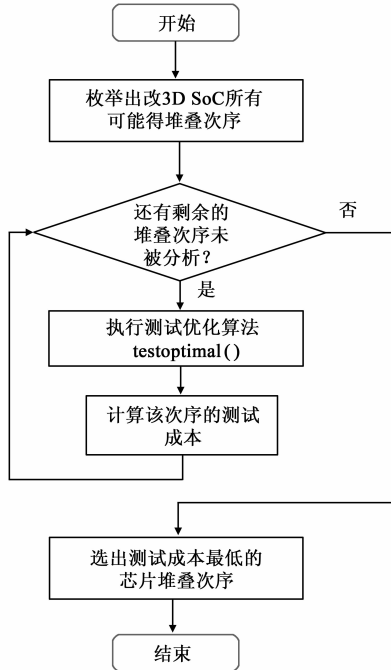 开始
枚举出改3D SoC所有
可能得堆叠次序
还有剩余的
堆叠次序未
被分析？
否
是
执行测试优化算法
testoptimal()
计算该次序的测试
成本
选出测试成本最低的
芯片堆叠次序
结束